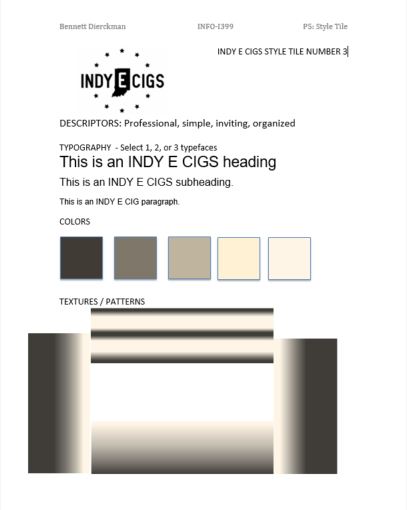 Bennett Dierckman INFO-I399 P5: Style Tile
INDY E CIGS STYLE TILE NUMBER 3
INDY E CIGS
DESCRIPTORS: Professional, simple, inviting, organized
TYPOGRAPHY - Select 1, 2, or 3 typefaces
This is an INDY E CIGS heading
This is an INDY E CIGS subheading.
This is an INDY E CIG paragraph.
COLORS
TEXTURES / PATTERNS